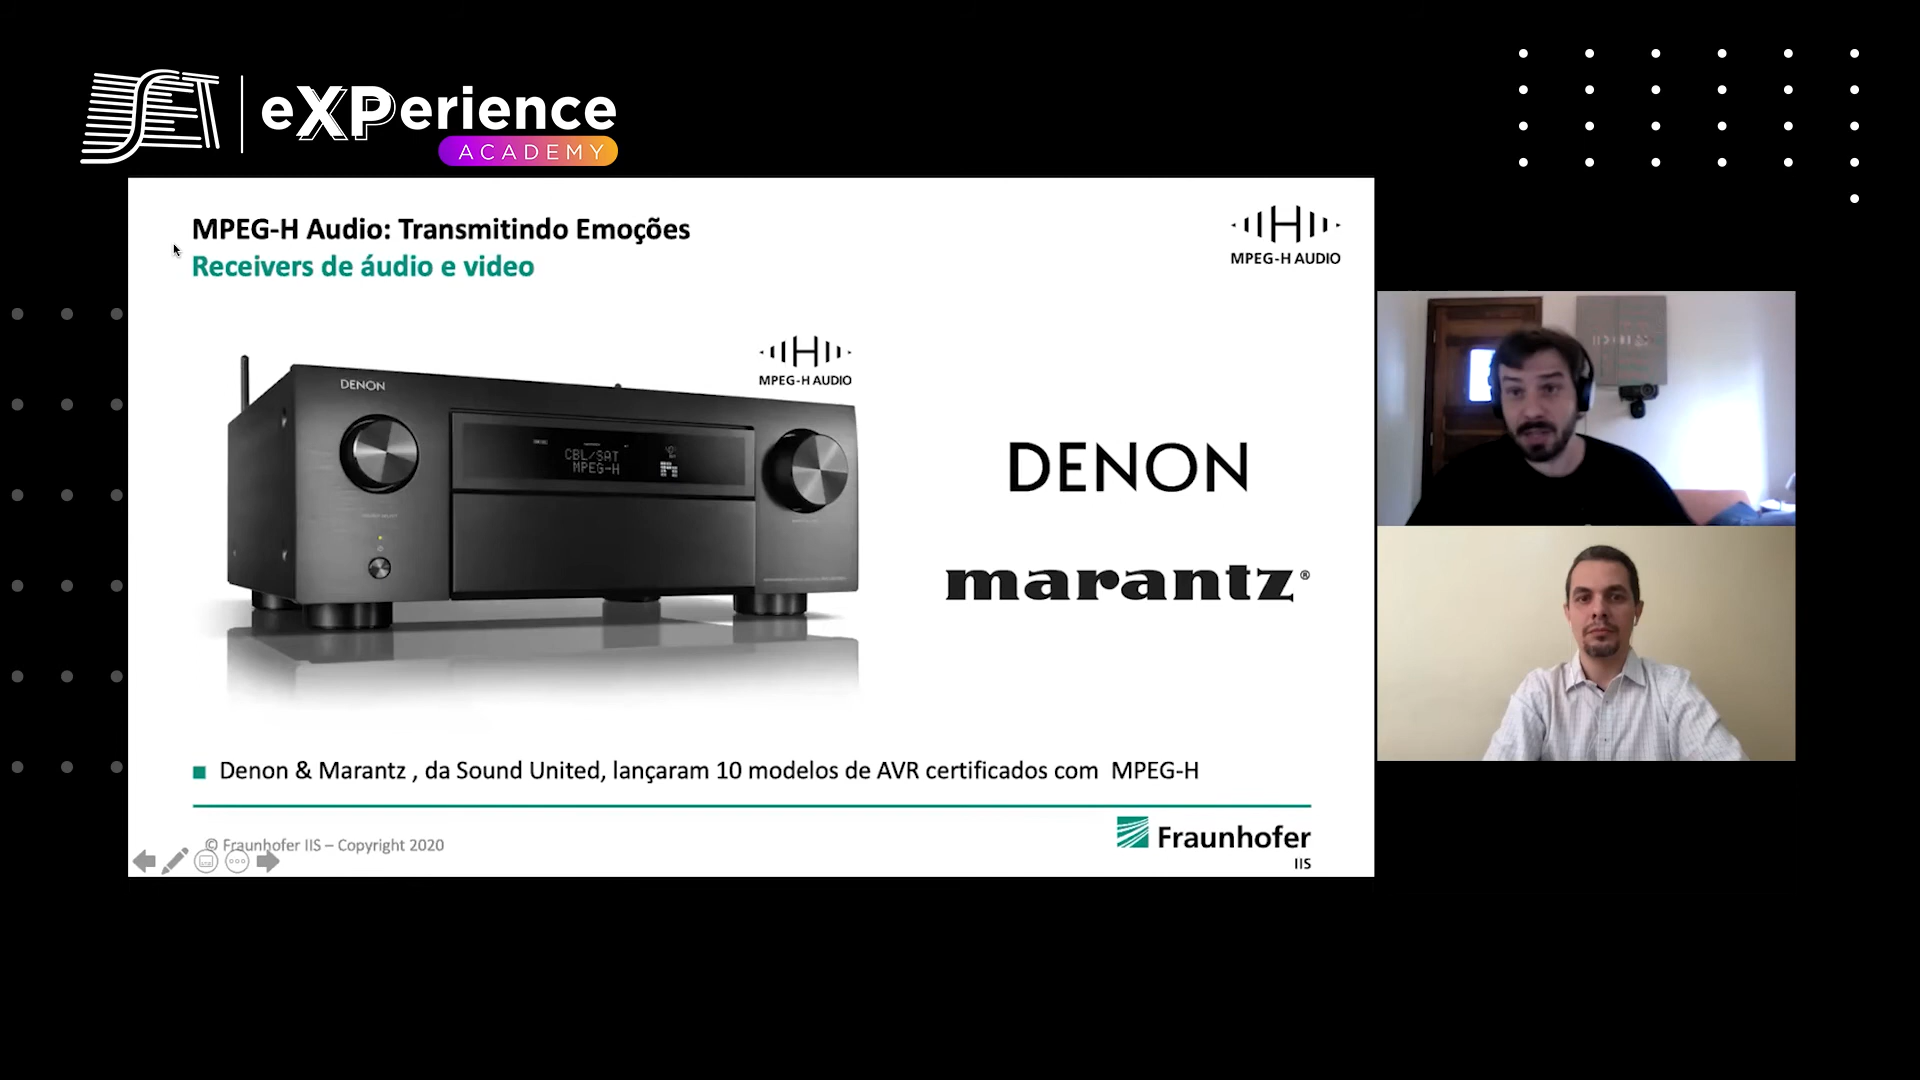 SET
eXPerience
ACADEMY
MPEG-H Audio: Transmitindo Emoções
Receivers de áudio e video
MPEG-H AUDIO
MPEG-H AUDIO
DENON
CBL/SAT
MPEG-H
DENON
marantz®
Denon & Marantz , da Sound United, lançaram 10 modelos de AVR certificados com MPEG-H
© Fraunhofer IIS – Copyright 2020
Fraunhofer
IIS